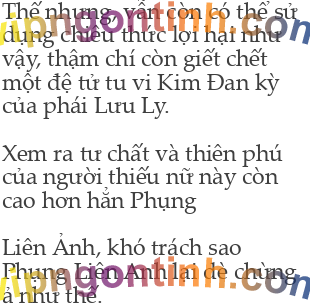 Thế nhưng, vẫn còn có thể sử
dụng chiêu thức lợi hại như
vậy, thậm chí còn giết chết
một đệ tử tu vi Kim Đan kỳ
của phái Lưu Ly.
Xem ra tư chất và thiên phú
của người thiếu nữ này còn
cao hơn hẳn Phụng
Liên Ảnh, khó trách sao
Phụng Liên Anh lại dè chừng
ả như thế.
vipngontinh.com
vipngontinh.com